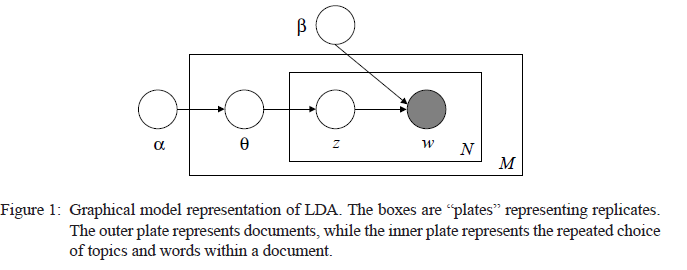 β
α
θ
z
w
N
M
Figure 1: Graphical model representation of LDA. The boxes are “plates” representing replicates.
The outer plate represents documents, while the inner plate represents the repeated choice
of topics and words within a document.